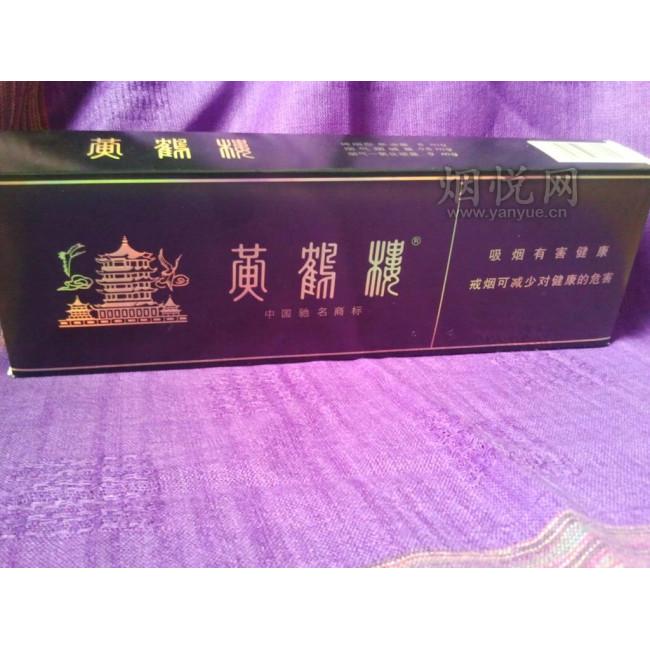 黄鹤楼
烟悦网
www.yanyue.cn
黄鹤楼®
中国驰名商标
吸烟有害健康
戒烟可减少对健康的危害